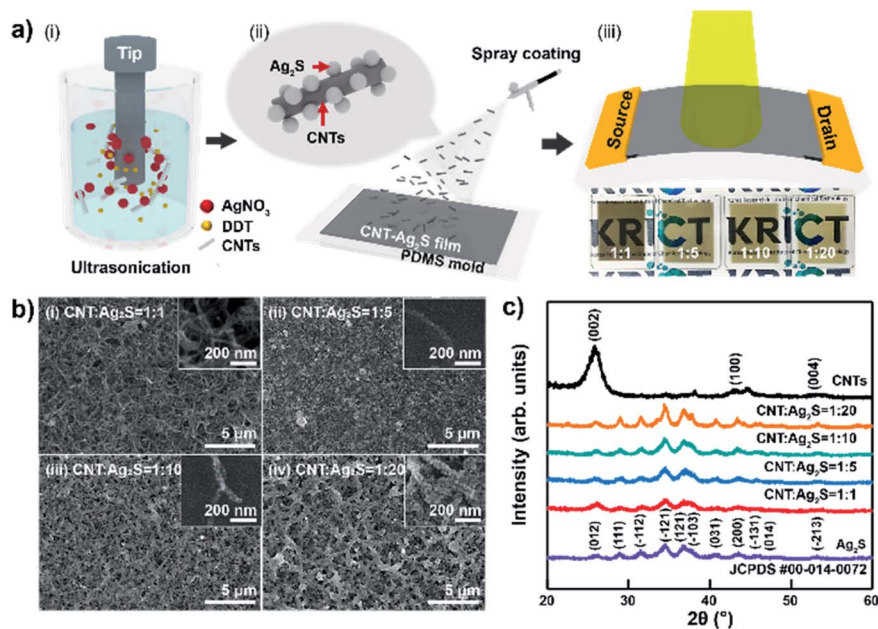 a)
(i)
Tip
AgNO₃
DDT
CNTs
Ultrasonication
(ii)
Ag₂S
CNTs
Spray coating
CNT-Ag₂S film
PDMS mold
(iii)
Source
Drain
KRICT KRICT
1:1
1:5
1:10
1:20
b)
(i) CNT:Ag₂S=1:1
200 nm
5 μm
(ii) CNT:Ag₂S=1:5
200 nm
5 μm
(iii) CNT:Ag₂S=1:10
200 nm
5 μm
(iv) CNT:Ag₂S=1:20
200 nm
5 μm
c)
Intensity (arb. units)
(002)
(100)
(004)
CNTs
CNT:Ag₂S=1:20
CNT:Ag₂S=1:10
CNT:Ag₂S=1:5
CNT:Ag₂S=1:1
(012)
(111)
(-112)
(-121)
(121)
(-103)
(031)
(200)
(-131)
(014)
(-213)
Ag₂S
JCPDS #00-014-0072
20
30
40
50
60
2θ (°)